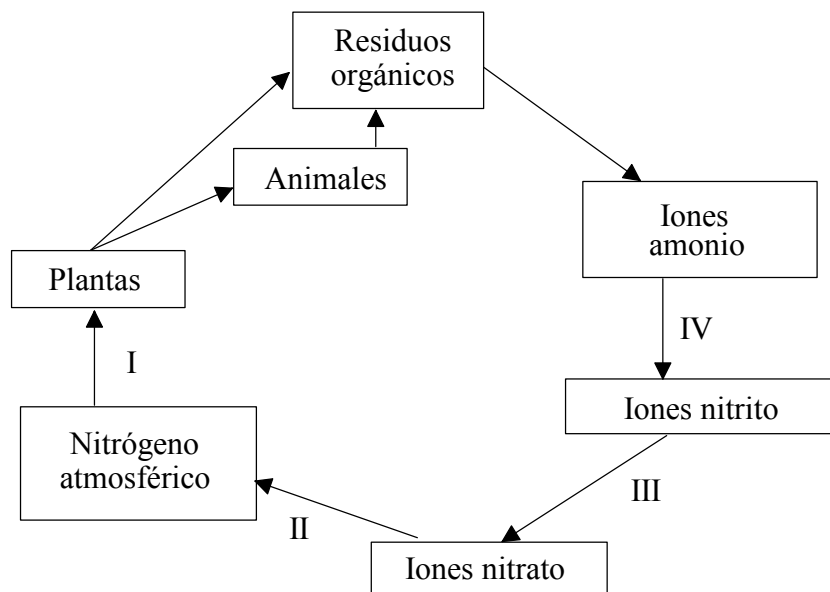 Residuos
orgánicos
Animales
Iones
amonio
Plantas
IV
I
Iones nitrito
Nitrógeno
atmosférico
III
II
Iones nitrato